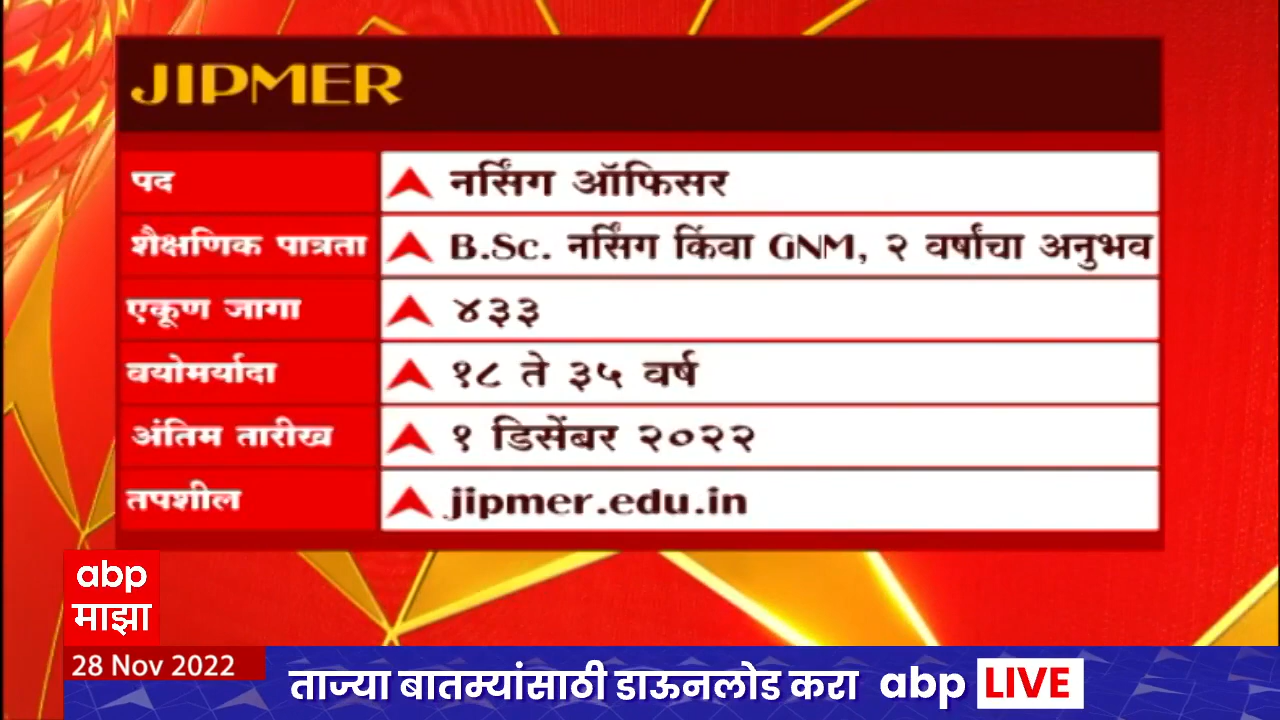 JIPMER
पद नर्सिंग ऑफिसर
शैक्षणिक पात्रता B.Sc. नर्सिंग किंवा GNM, २ वर्षांचा अनुभव
एकूण जागा ४३३
वयोमर्यादा १८ ते ३५ वर्ष
अंतिम तारीख १ डिसेंबर २०२२
तपशील jipmer.edu.in
abp
माझा
28 Nov 2022
ताज्या बातम्यांसाठी डाऊनलोड करा abp LIVE